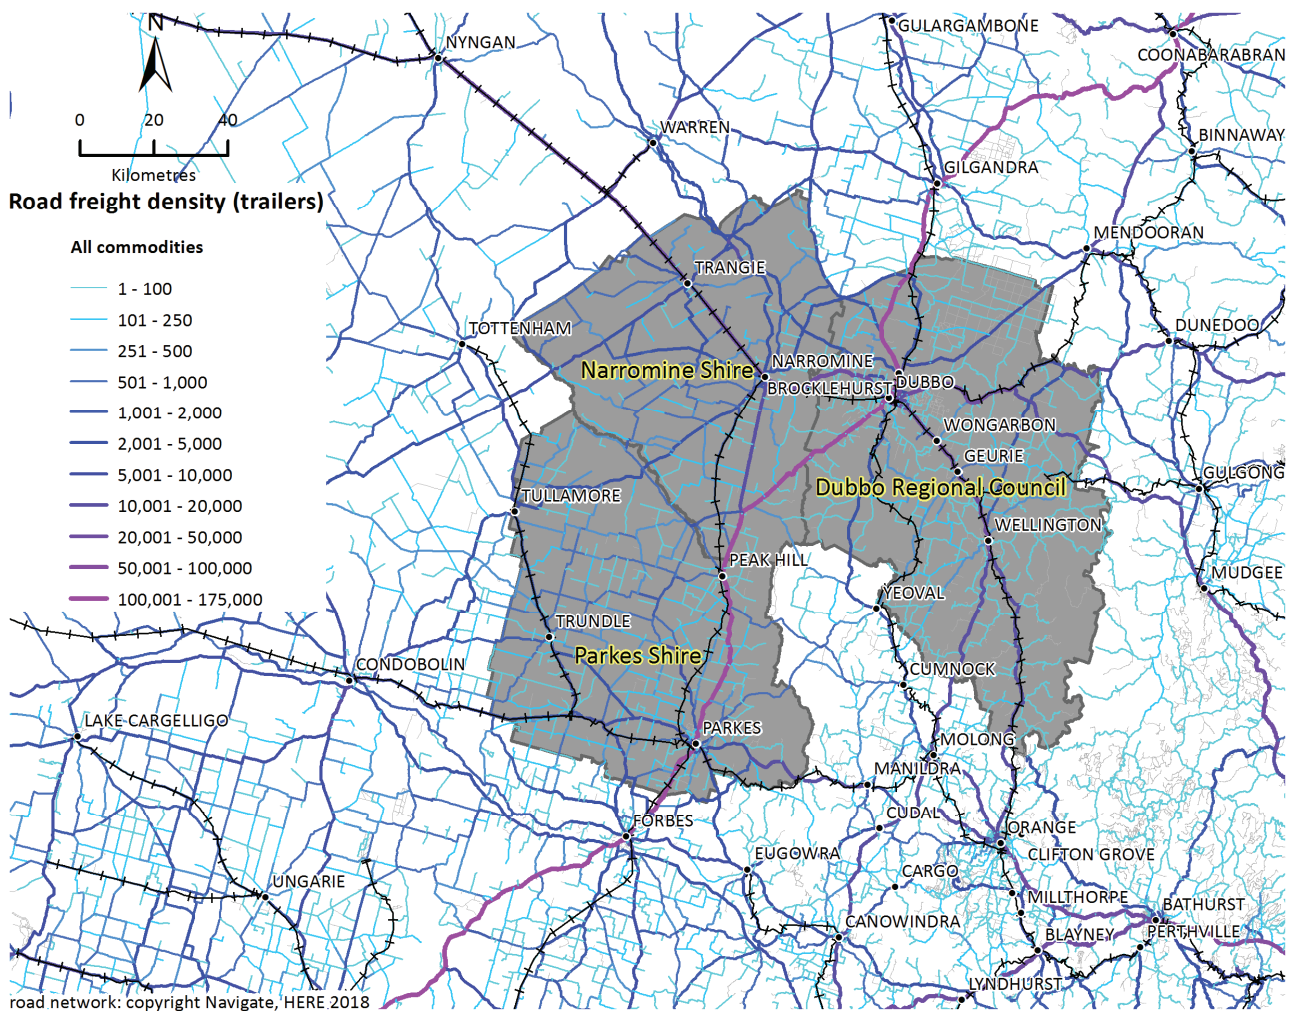 N
0 20 40
Kilometres
Road freight density (trailers)
All commodities
1 - 100
101 - 250
251 - 500
501 - 1,000
1,001 - 2,000
2,001 - 5,000
5,001 - 10,000
10,001 - 20,000
20,001 - 50,000
50,001 - 100,000
100,001 - 175,000
GULARGAMBONE
NYNGAN
COONABARABRAN
WARREN
BINNAWAY
GILGANDRA
MENDOORAN
TRANGIE
TOTTENHAM
DUNEDOO
NARROMINE
Narromine Shire
BROCKLEHURST
DUBBO
WONGARBON
GEURIE
GULGONG
Dubbo Regional Council
TULLAMORE
WELLINGTON
PEAK HILL
MUDGEE
YEOVAL
TRUNDLE
Parkes Shire
CONDOBOLIN
CUMNOCK
LAKE CARGELLIGO
PARKES
MOLONG
MANILDRA
CUDAL
FORBES
ORANGE
EUGOWRA
CLIFTON GROVE
CARGO
UNGARIE
MILLTHORPE
BATHURST
CANOWINDRA
PERTHVILLE
BLAYNEY
LYNDHURST
road network: copyright Navigate, HERE 2018